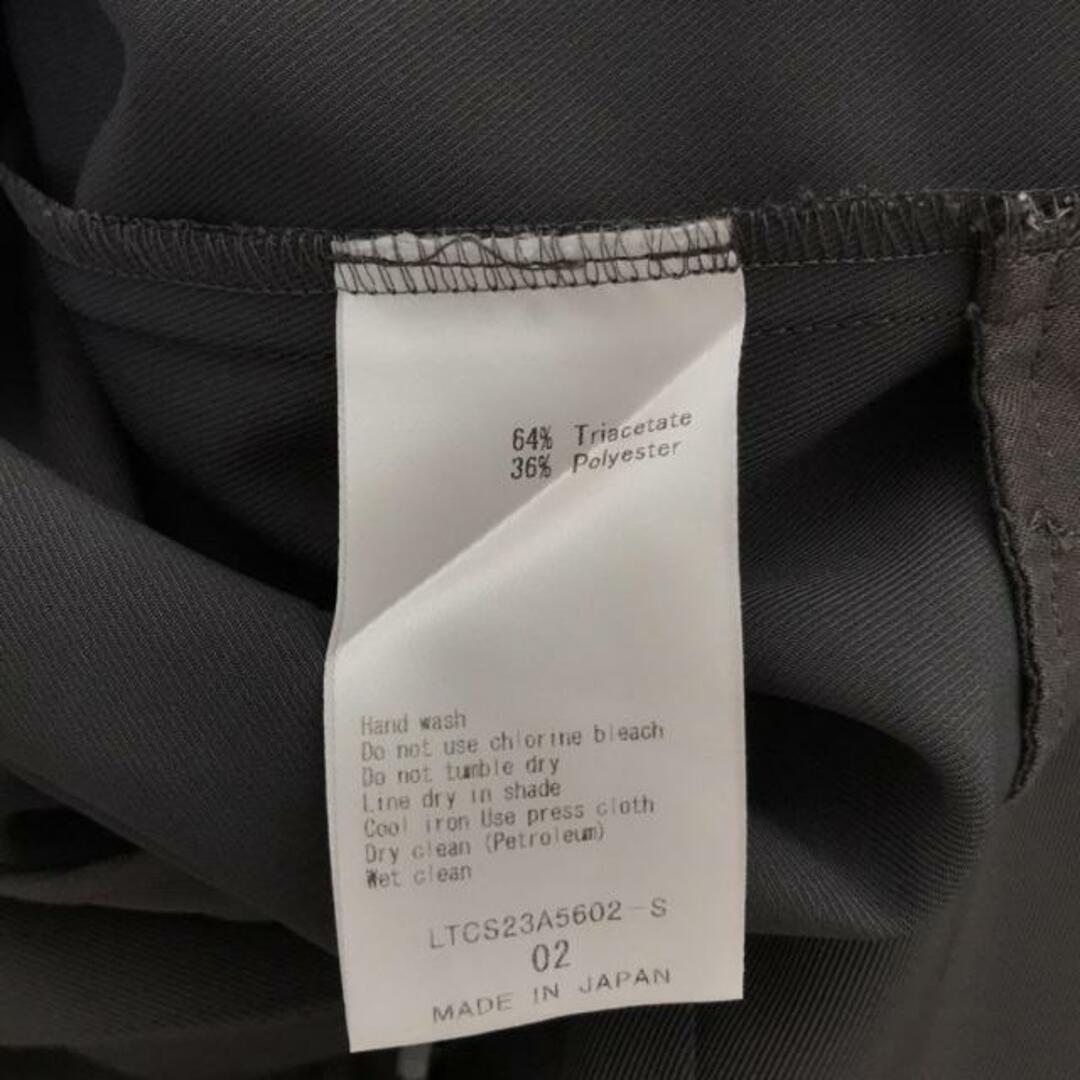 64% Triacetate
36% Polyester
Hand wash
Do not use chlorine bleach
Do not tumble dry
Line dry in shade
Cool iron Use press cloth
Dry clean (Petroleum)
Wet clean
LTCS23A5602-S
02
MADE IN JAPAN